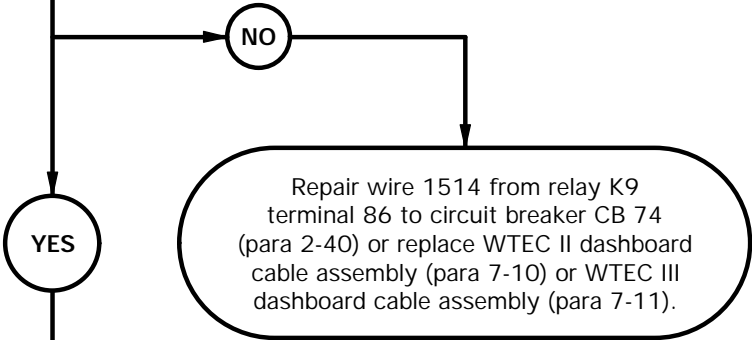 NO
YES
Repair wire 1514 from relay K9
terminal 86 to circuit breaker CB 74
(para 2-40) or replace WTEC II dashboard
cable assembly (para 7-10) or WTEC III
dashboard cable assembly (para 7-11).